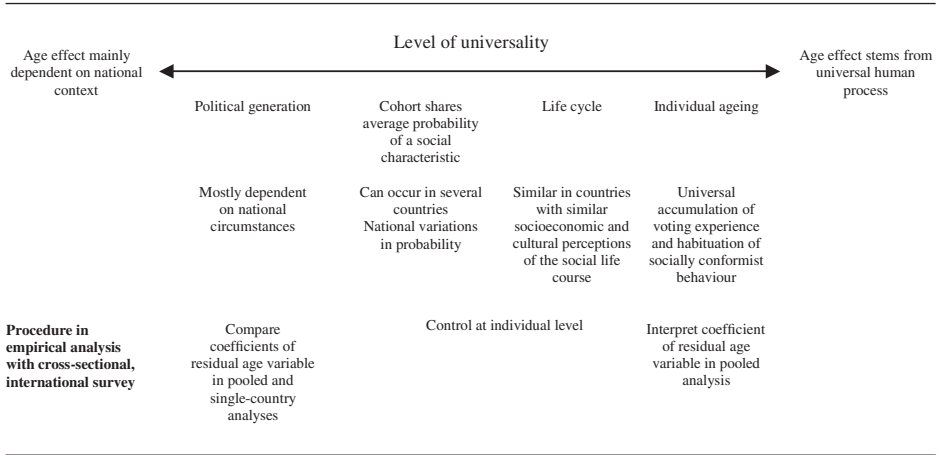 Level of universality
Age effect mainly
dependent on national
context
Age effect stems from
universal human
process
Political generation
Cohort shares
average probability
of a social
characteristic
Life cycle
Individual ageing
Mostly dependent
on national
circumstances
Can occur in several
countries
National variations
in probability
Similar in countries
with similar
socioeconomic and
cultural perceptions
of the social life
course
Universal
accumulation of
voting experience
and habituation of
socially conformist
behaviour
Procedure in
empirical analysis
with cross-sectional,
international survey
Compare
coefficients of
residual age variable
in pooled and
single-country
analyses
Control at individual level
Interpret coefficient
of residual age
variable in pooled
analysis